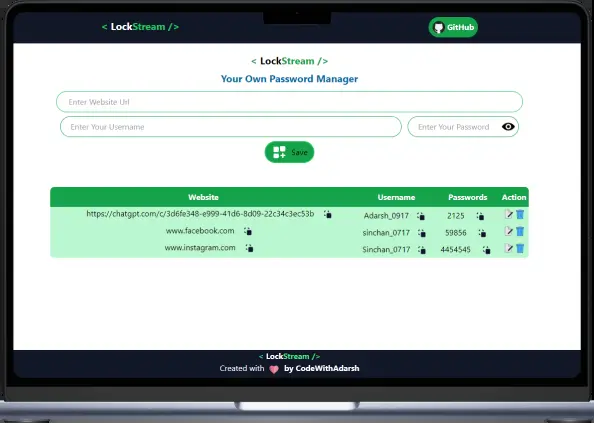 < LockStream />
GitHub
< LockStream />
Your Own Password Manager
Enter Website Url
Enter Your Username
Enter Your Password
Save
Website Username Passwords Action
https://chatgpt.com/c/3d6fe348-e999-41d6-8d09-22c34c3ec53b Adarsh_0917 2125
www.facebook.com sinchan_0717 59856
www.instagram.com Sinchan_0717 4454545
< LockStream />
Created with by CodeWithAdarsh